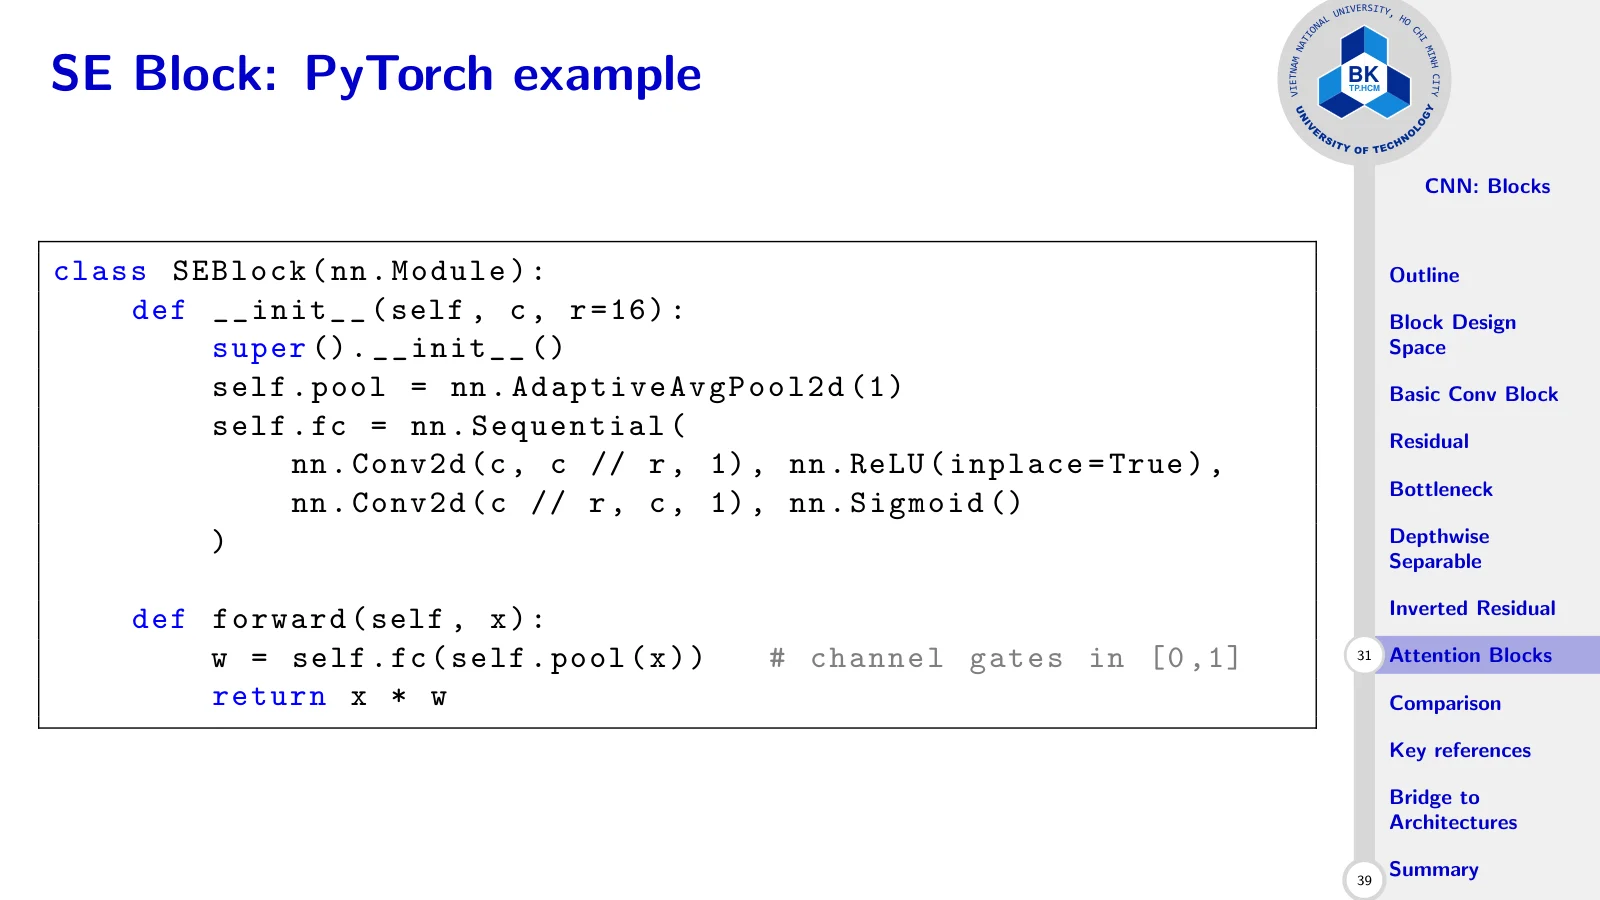 SE Block: PyTorch example
class SEBlock(nn.Module):
    def __init__(self, c, r=16):
        super().__init__()
        self.pool = nn.AdaptiveAvgPool2d(1)
        self.fc = nn.Sequential(
            nn.Conv2d(c, c // r, 1), nn.ReLU(inplace=True),
            nn.Conv2d(c // r, c, 1), nn.Sigmoid()
        )
    def forward(self, x):
        w = self.fc(self.pool(x))   # channel gates in [0,1]
        return x * w
VIETNAM NATIONAL UNIVERSITY, HO CHI MINH CITY
BK
TP.HCM
UNIVERSITY OF TECHNOLOGY
CNN: Blocks
Outline
Block Design
Space
Basic Conv Block
Residual
Bottleneck
Depthwise
Separable
Inverted Residual
31 Attention Blocks
Comparison
Key references
Bridge to
Architectures
Summary
39